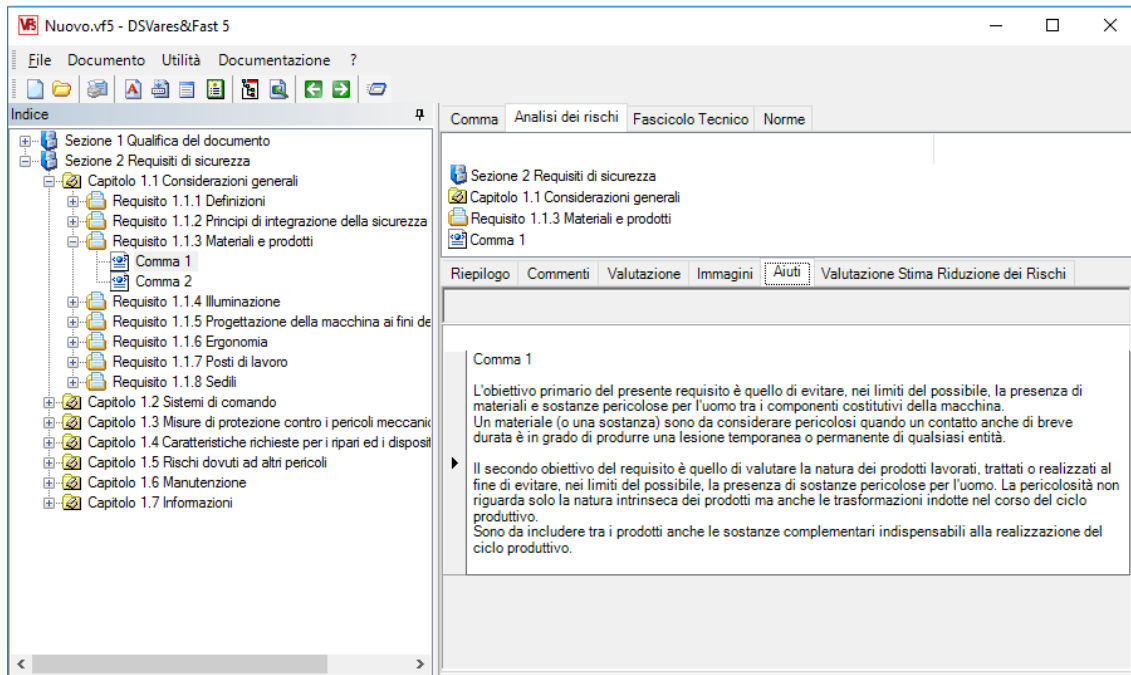 Nuovo.vf5 - DSVares&Fast 5
File Documento Utilità Documentazione ?
Indice
Sezione 1 Qualifica del documento
Sezione 2 Requisiti di sicurezza
Capitolo 1.1 Considerazioni generali
Requisito 1.1.1 Definizioni
Requisito 1.1.2 Principi di integrazione della sicurezza
Requisito 1.1.3 Materiali e prodotti
Comma 1
Comma 2
Requisito 1.1.4 Illuminazione
Requisito 1.1.5 Progettazione della macchina ai fini de
Requisito 1.1.6 Ergonomia
Requisito 1.1.7 Posti di lavoro
Requisito 1.1.8 Sedili
Capitolo 1.2 Sistemi di comando
Capitolo 1.3 Misure di protezione contro i pericoli meccanic
Capitolo 1.4 Caratteristiche richieste per i ripari ed i disposit
Capitolo 1.5 Rischi dovuti ad altri pericoli
Capitolo 1.6 Manutenzione
Capitolo 1.7 Informazioni
Comma Analisi dei rischi Fascicolo Tecnico Norme
Sezione 2 Requisiti di sicurezza
Capitolo 1.1 Considerazioni generali
Requisito 1.1.3 Materiali e prodotti
Comma 1
Riepilogo Commenti Valutazione Immagini Aiuti Valutazione Stima Riduzione dei Rischi
Comma 1
L'obiettivo primario del presente requisito è quello di evitare, nei limiti del possibile, la presenza di
materiali e sostanze pericolose per l'uomo tra i componenti costitutivi della macchina.
Un materiale (o una sostanza) sono da considerare pericolosi quando un contatto anche di breve
durata è in grado di produrre una lesione temporanea o permanente di qualsiasi entità.
Il secondo obiettivo del requisito è quello di valutare la natura dei prodotti lavorati, trattati o realizzati al
fine di evitare, nei limiti del possibile, la presenza di sostanze pericolose per l'uomo. La pericolosità non
riguarda solo la natura intrinseca dei prodotti ma anche le trasformazioni indotte nel corso del ciclo
produttivo.
Sono da includere tra i prodotti anche le sostanze complementari indispensabili alla realizzazione del
ciclo produttivo.